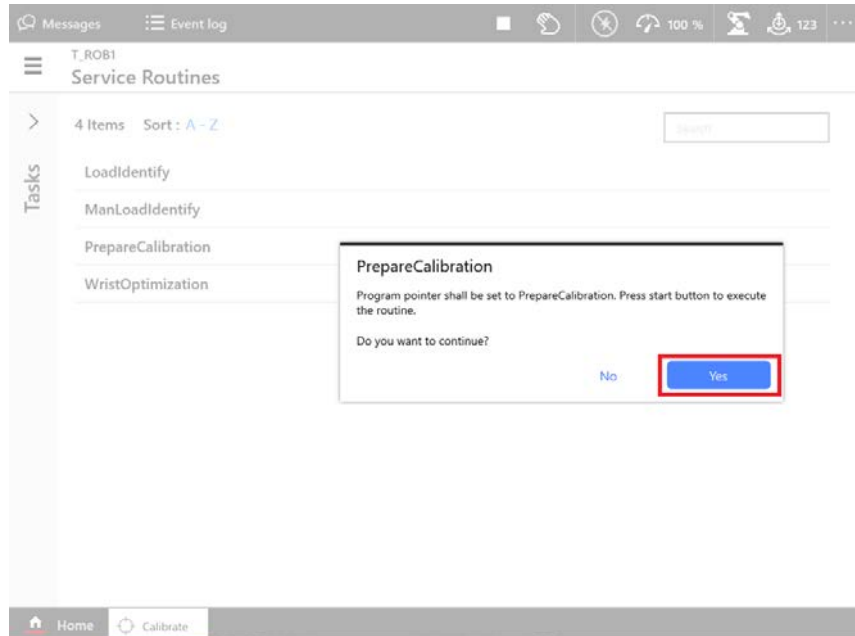 Messages Event log 100 % 123
T_ROB1
Service Routines
4 Items Sort : A - Z Search
Tasks
LoadIdentify
ManLoadIdentify
PrepareCalibration
WristOptimization
PrepareCalibration
Program pointer shall be set to PrepareCalibration. Press start button to execute
the routine.
Do you want to continue?
No Yes
Home Calibrate